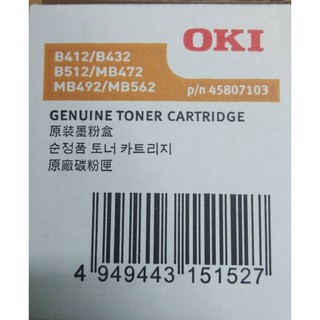 B412/B432
B512/MB472
MB492/MB562
OKI
p/n 45807103
GENUINE TONER CARTRIDGE
原装墨粉盒
순정품 토너 카트리지
原廠碳粉匣
4 949443 151527